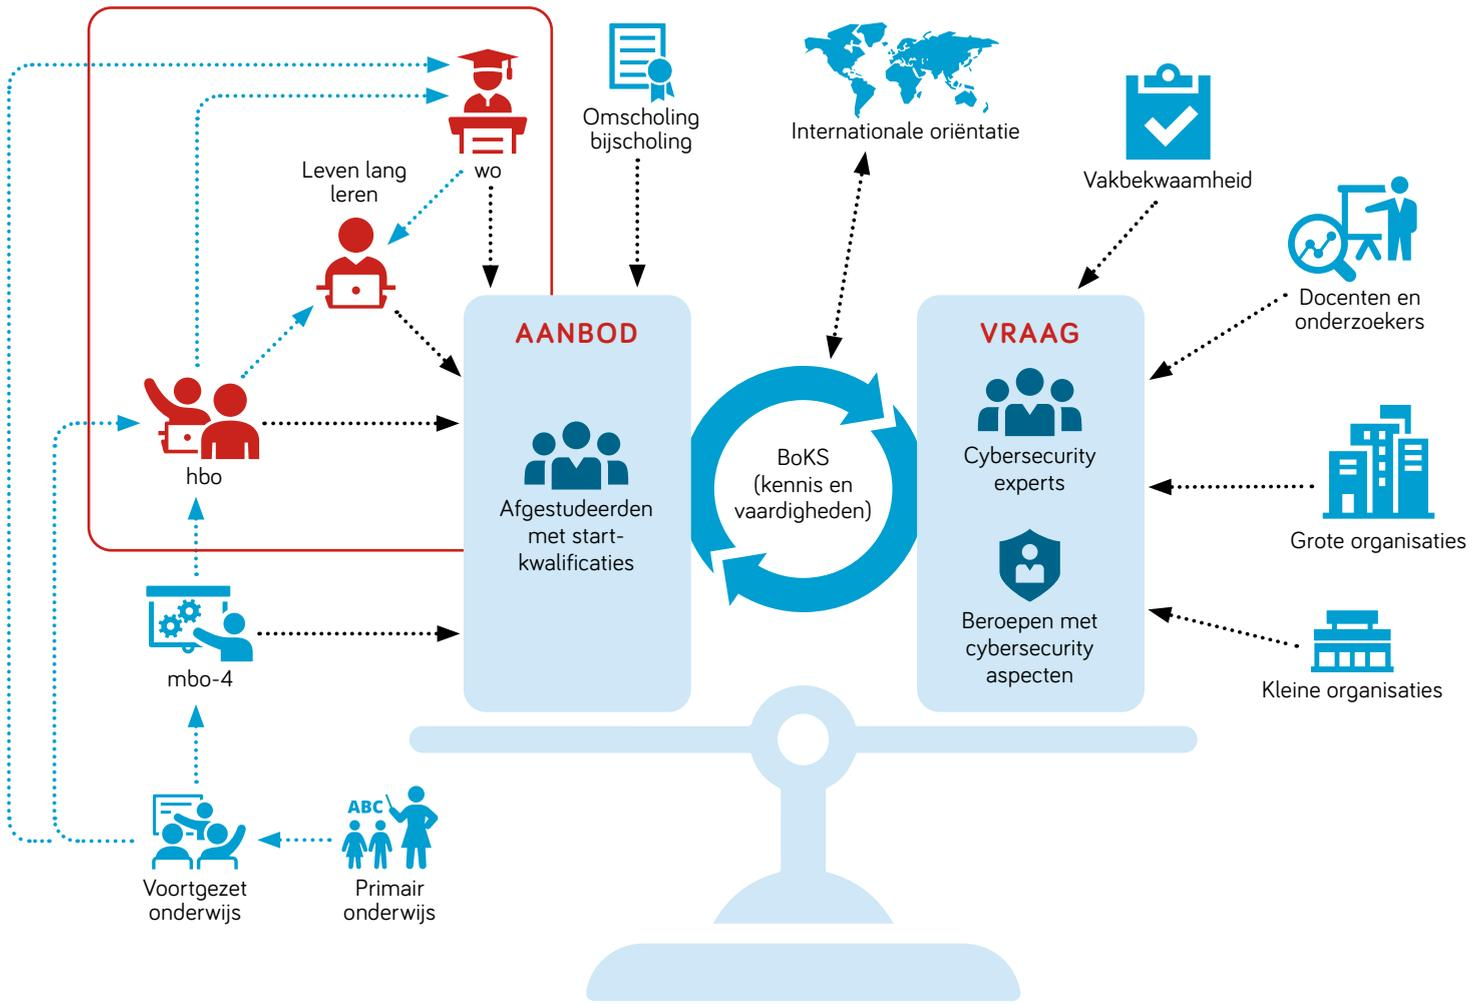 Omscholing
bijscholing
Internationale oriëntatie
Vakbekwaamheid
wo
Leven lang
leren
Docenten en
onderzoekers
AANBOD
VRAAG
BoKS
(kennis en
vaardigheden)
Cybersecurity
experts
hbo
Afgestudeerden
met start-
kwalificaties
Grote organisaties
Beroepen met
cybersecurity
aspecten
mbo-4
Kleine organisaties
ABC
Voortgezet
onderwijs
Primair
onderwijs